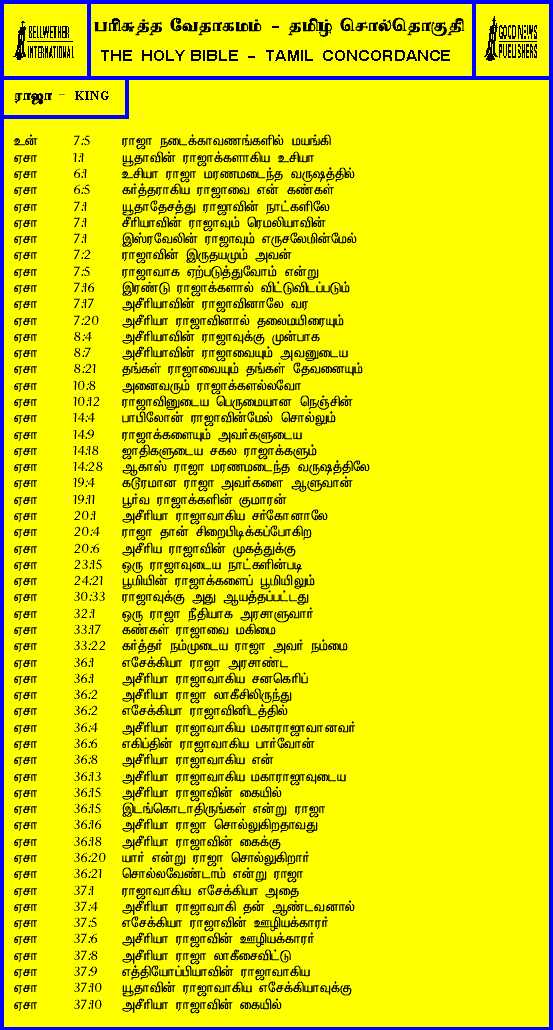 BELLWETHER
INTERNATIONAL
பரிசுத்த வேதாகமம் - தமிழ் சொல்தொகுதி
THE HOLY BIBLE - TAMIL CONCORDANCE
GOOD NEWS
PUBLISHERS
ராஜா - KING
உன் 7:5 ராஜா நடைக்காவணங்களில் மயங்கி
ஏசா 1:1 யூதாவின் ராஜாக்களாகிய உசியா
ஏசா 6:1 உசியா ராஜா மரணமடைந்த வருஷத்தில்
ஏசா 6:5 கர்த்தராகிய ராஜாவை என் கண்கள்
ஏசா 7:1 யூதாதேசத்து ராஜாவின் நாட்களிலே
ஏசா 7:1 சீரியாவின் ராஜாவும் ரெமலியாவின்
ஏசா 7:1 இஸ்ரவேலின் ராஜாவும் எருசலேமின்மேல்
ஏசா 7:2 ராஜாவின் இருதயமும் அவன்
ஏசா 7:5 ராஜாவாக ஏற்படுத்துவோம் என்று
ஏசா 7:16 இரண்டு ராஜாக்களால் விட்டுவிடப்படும்
ஏசா 7:17 அசீரியாவின் ராஜாவினாலே வர
ஏசா 7:20 அசீரியா ராஜாவினால் தலைமயிரையும்
ஏசா 8:4 அசீரியாவின் ராஜாவுக்கு முன்பாக
ஏசா 8:7 அசீரியாவின் ராஜாவையும் அவனுடைய
ஏசா 8:21 தங்கள் ராஜாவையும் தங்கள் தேவனையும்
ஏசா 10:8 அனைவரும் ராஜாக்களல்லவோ
ஏசா 10:12 ராஜாவினுடைய பெருமையான நெஞ்சின்
ஏசா 14:4 பாபிலோன் ராஜாவின்மேல் சொல்லும்
ஏசா 14:9 ராஜாக்களையும் அவர்களுடைய
ஏசா 14:18 ஜாதிகளுடைய சகல ராஜாக்களும்
ஏசா 14:28 ஆகாஸ் ராஜா மரணமடைந்த வருஷத்திலே
ஏசா 19:4 கடூரமான ராஜா அவர்களை ஆளுவான்
ஏசா 19:11 பூர்வ ராஜாக்களின் குமாரன்
ஏசா 20:1 அசீரியா ராஜாவாகிய சர்கோனாலே
ஏசா 20:4 ராஜா தான் சிறைபிடிக்கப்போகிற
ஏசா 20:6 அசீரிய ராஜாவின் முகத்துக்கு
ஏசா 23:15 ஒரு ராஜாவுடைய நாட்களின்படி
ஏசா 24:21 பூமியின் ராஜாக்களைப் பூமியிலும்
ஏசா 30:33 ராஜாவுக்கு அது ஆயத்தப்பட்டது
ஏசா 32:1 ஒரு ராஜா நீதியாக அரசாளுவார்
ஏசா 33:17 கண்கள் ராஜாவை மகிமை
ஏசா 33:22 கர்த்தர் நம்முடைய ராஜா அவர் நம்மை
ஏசா 36:1 எசேக்கியா ராஜா அரசாண்ட
ஏசா 36:1 அசீரியா ராஜாவாகிய சனகெரிப்
ஏசா 36:2 அசீரியா ராஜா லாகீசிலிருந்து
ஏசா 36:2 எசேக்கியா ராஜாவினிடத்தில்
ஏசா 36:4 அசீரியா ராஜாவாகிய மகாராஜாவானவர்
ஏசா 36:6 எகிப்தின் ராஜாவாகிய பார்வோன்
ஏசா 36:8 அசீரியா ராஜாவாகிய என்
ஏசா 36:13 அசீரியா ராஜாவாகிய மகாராஜாவுடைய
ஏசா 36:15 அசீரியா ராஜாவின் கையில்
ஏசா 36:15 இடங்கொடாதிருங்கள் என்று ராஜா
ஏசா 36:16 அசீரியா ராஜா சொல்லுகிறதாவது
ஏசா 36:18 அசீரியா ராஜாவின் கைக்கு
ஏசா 36:20 யார் என்று ராஜா சொல்லுகிறார்
ஏசா 36:21 சொல்லவேண்டாம் என்று ராஜா
ஏசா 37:1 ராஜாவாகிய எசேக்கியா அதை
ஏசா 37:4 அசீரியா ராஜாவாகி தன் ஆண்டவனால்
ஏசா 37:5 எசேக்கியா ராஜாவின் ஊழியக்காரர்
ஏசா 37:6 அசீரியா ராஜாவின் ஊழியக்காரர்
ஏசா 37:8 அசீரியா ராஜா லாகீசைவிட்டு
ஏசா 37:9 எத்தியோப்பியாவின் ராஜாவாகிய
ஏசா 37:10 யூதாவின் ராஜாவாகிய எசேக்கியாவுக்கு
ஏசா 37:10 அசீரியா ராஜாவின் கையில்